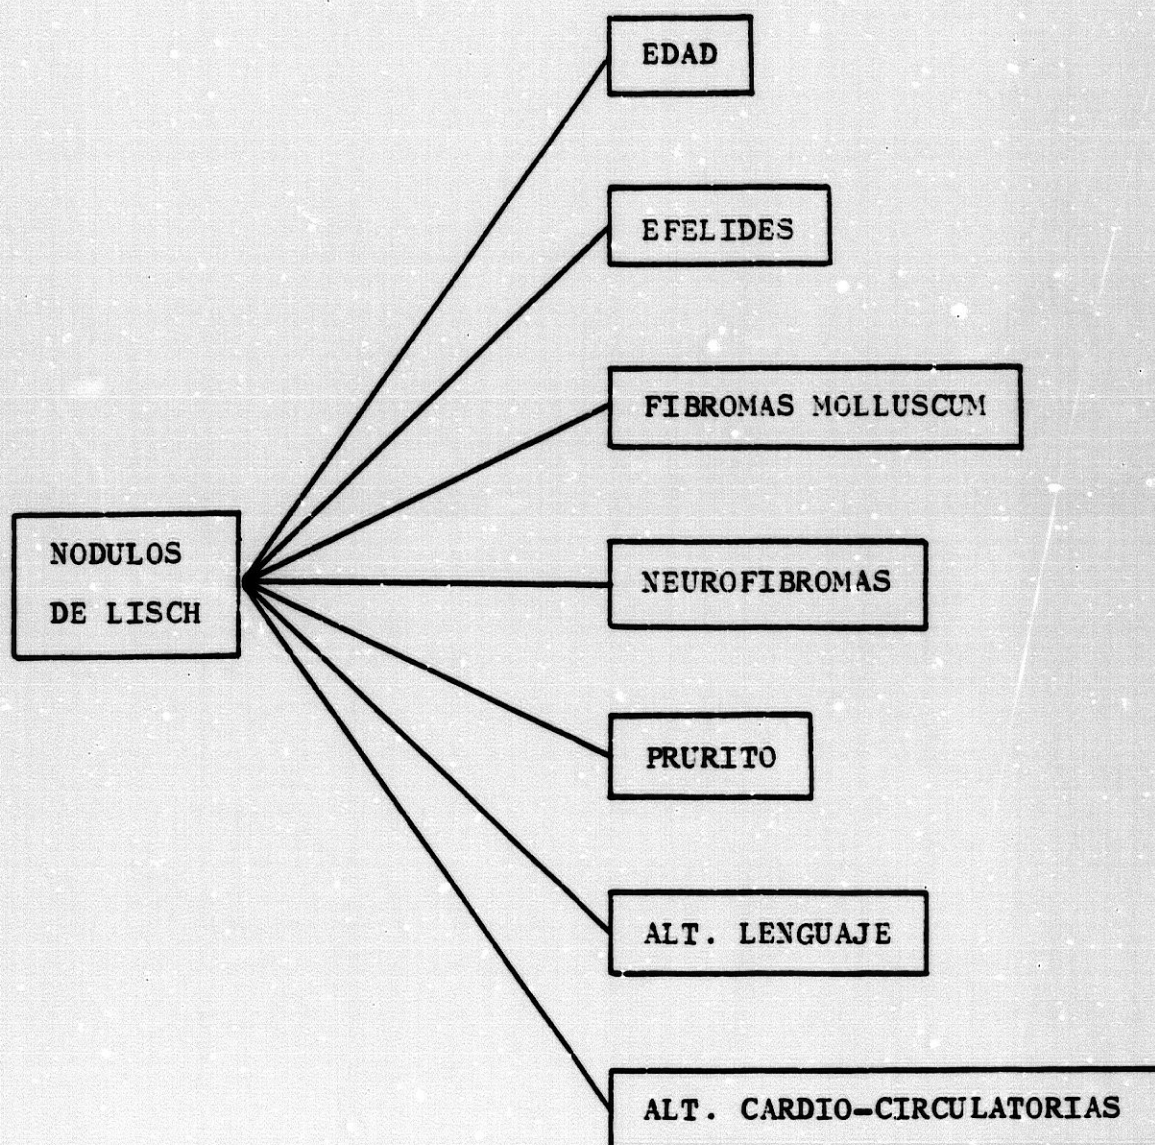 EDAD
EFELIDES
FIBROMAS MOLLUSCUM
NODULOS
DE LISCH
NEUROFIBROMAS
PRURITO
ALT. LENGUAJE
ALT. CARDIO-CIRCULATORIAS